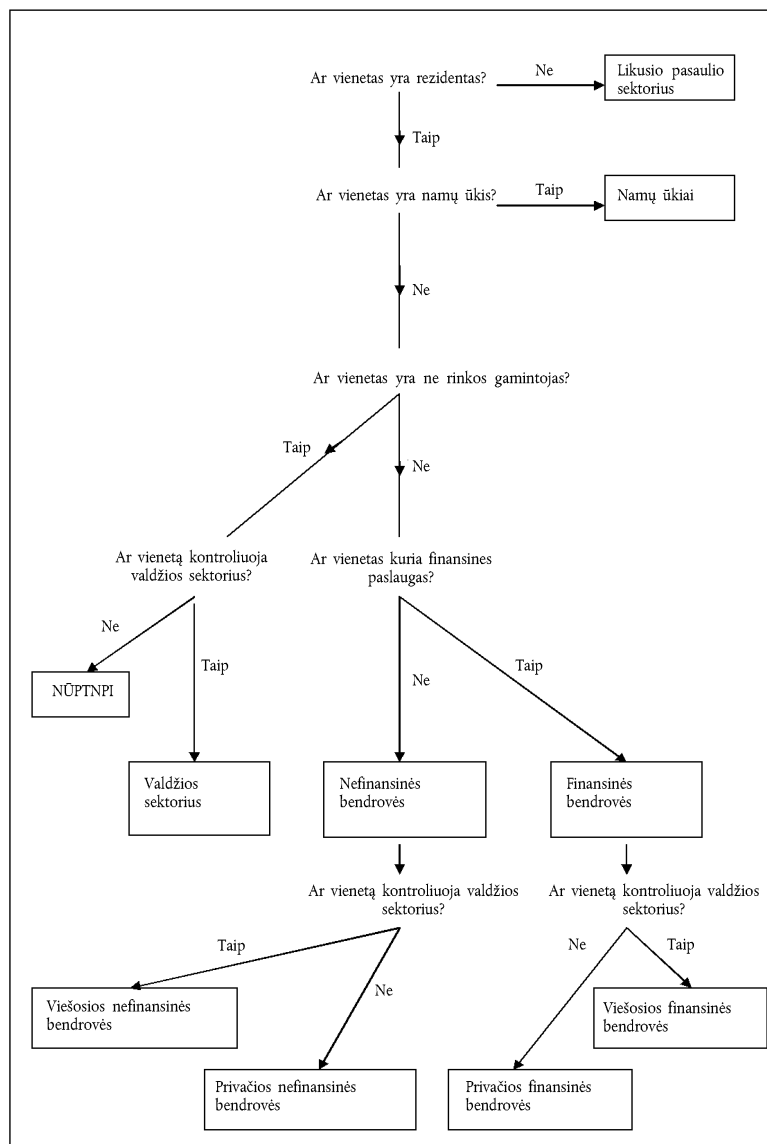 Ar vienetas yra rezidentas?
Ne
Likusio pasaulio
sektorius
Taip
Ar vienetas yra namų ūkis?
Taip
Namų ūkiai
Ne
Ar vienetas yra ne rinkos gamintojas?
Taip
Ne
Ar vienetą kontroliuoja
valdžios sektorius?
Ar vienetas kuria finansines
paslaugas?
Ne
Taip
Ne
Taip
NŪPTNPI
Valdžios
sektorius
Nefinansinės
bendrovės
Finansinės
bendrovės
Ar vienetą kontroliuoja valdžios
sektorius?
Ar vienetą kontroliuoja valdžios
sektorius?
Taip
Ne
Ne
Taip
Viešosios nefinansinės
bendrovės
Viešosios finansinės
bendrovės
Privačios nefinansinės
bendrovės
Privačios finansinės
bendrovės